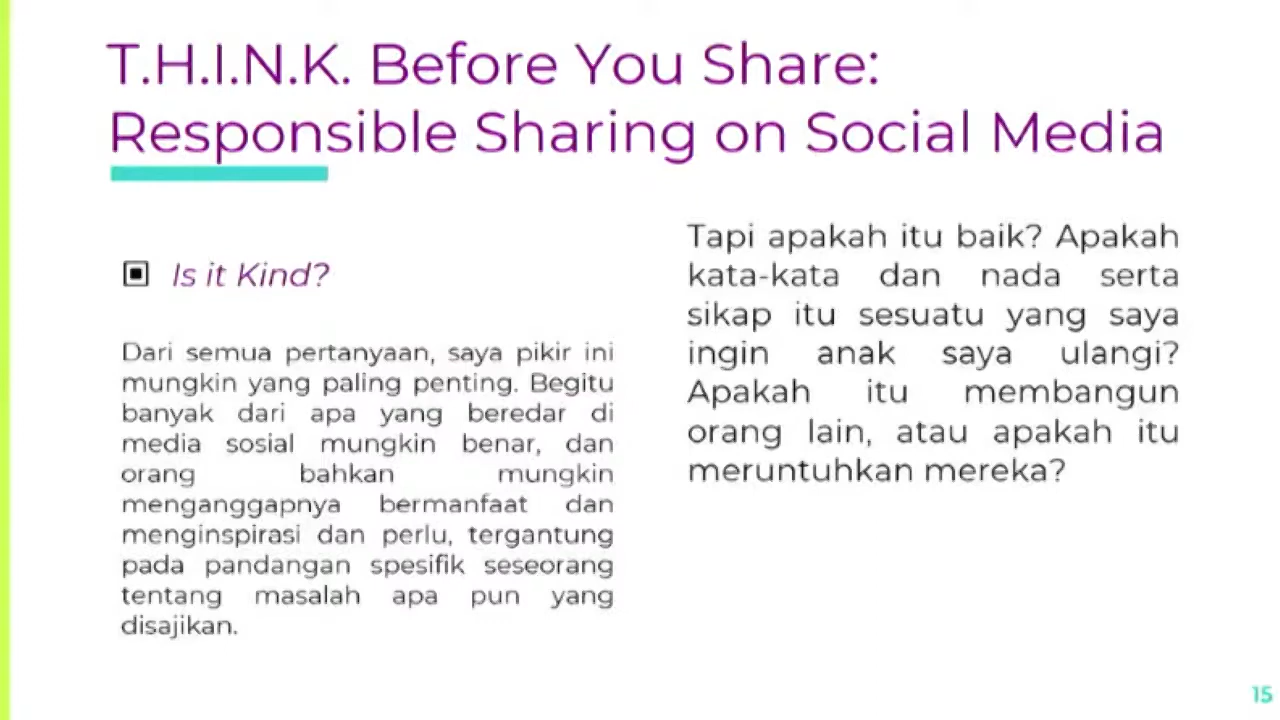 T.H.I.N.K. Before You Share:
Responsible Sharing on Social Media
Is it Kind?
Dari semua pertanyaan, saya pikir ini
mungkin yang paling penting. Begitu
banyak dari apa yang beredar di
media sosial mungkin benar, dan
orang bahkan mungkin
menganggapnya bermanfaat dan
menginspirasi dan perlu, tergantung
pada pandangan spesifik seseorang
tentang masalah apa pun yang
disajikan.
Tapi apakah itu baik? Apakah
kata-kata dan nada serta
sikap itu sesuatu yang saya
ingin anak saya ulangi?
Apakah itu membangun
orang lain, atau apakah itu
meruntuhkan mereka?
15